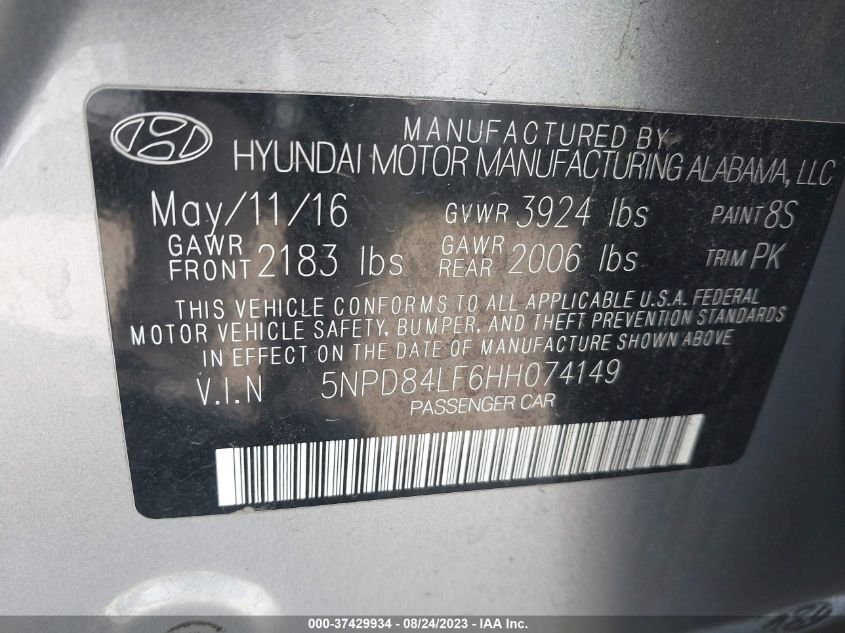 MANUFACTURED BY
HYUNDAI MOTOR MANUFACTURING ALABAMA, LLC
May/11/16 GVWR 3924 lbs PAINT 8S
GAWR FRONT 2183 lbs GAWR REAR 2006 lbs TRIM PK
THIS VEHICLE CONFORMS TO ALL APPLICABLE U.S.A. FEDERAL
MOTOR VEHICLE SAFETY, BUMPER, AND THEFT PREVENTION STANDARDS
IN EFFECT ON THE DATE OF MANUFACTURE SHOWN ABOVE
V.I.N 5NPD84LF6HH074149
PASSENGER CAR
000-37429934 - 08/24/2023 - IAAI.com